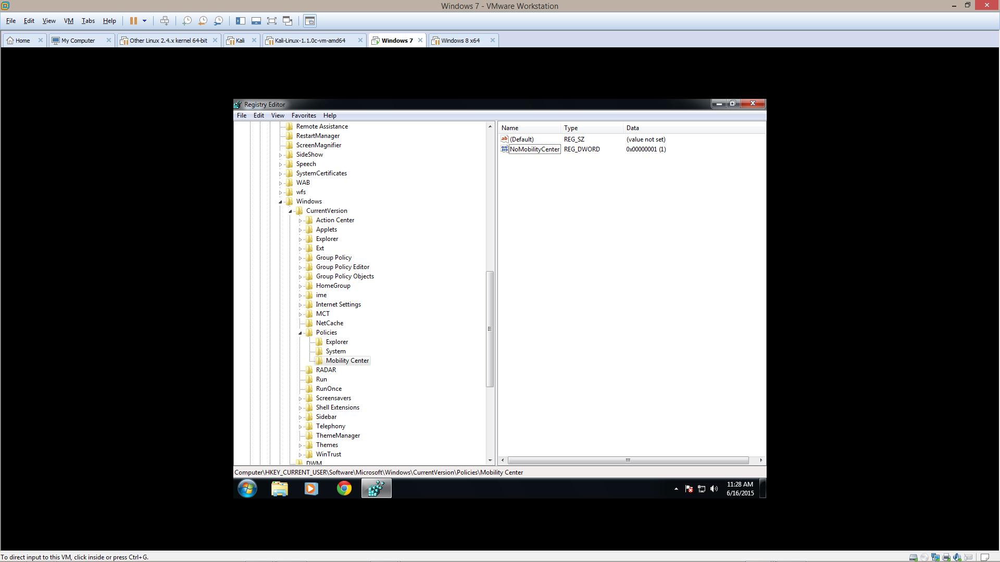 Windows 7 - VMware Workstation
File Edit View VM Tabs Help
Home My Computer Other Linux 2.4.x kernel 64-bit Kali Kali-Linux-1.1.0c-vm-amd64 Windows 7 Windows 8 x64
Registry Editor
File Edit View Favorites Help
Remote Assistance
RestartManager
ScreenMagnifier
SideShow
Speech
SystemCertificates
WAB
wfs
Windows
CurrentVersion
Action Center
Applets
Explorer
Ext
Group Policy
Group Policy Editor
Group Policy Objects
HomeGroup
ime
Internet Settings
MCT
NetCache
Policies
Explorer
System
Mobility Center
RADAR
Run
RunOnce
Screensavers
Shell Extensions
Sidebar
Telephony
ThemeManager
Themes
WinTrust
DWM
Name Type Data
(Default) REG_SZ (value not set)
NoMobilityCenter REG_DWORD 0x00000001 (1)
Computer\HKEY_CURRENT_USER\Software\Microsoft\Windows\CurrentVersion\Policies\Mobility Center
11:28 AM
6/16/2015
To direct input to this VM, click inside or press Ctrl+G.